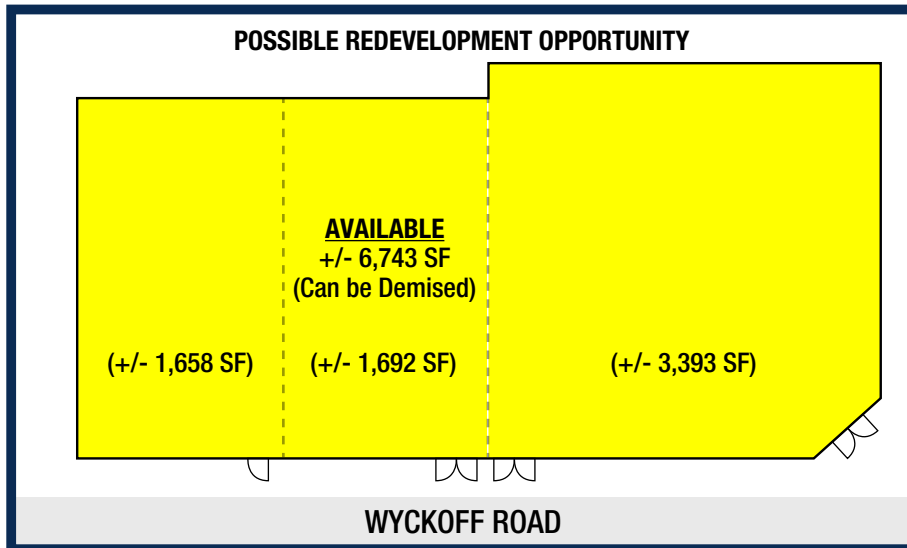 POSSIBLE REDEVELOPMENT OPPORTUNITY
AVAILABLE
+/- 6,743 SF
(Can be Demised)
(+/- 1,658 SF)
(+/- 1,692 SF)
(+/- 3,393 SF)
WYCKOFF ROAD